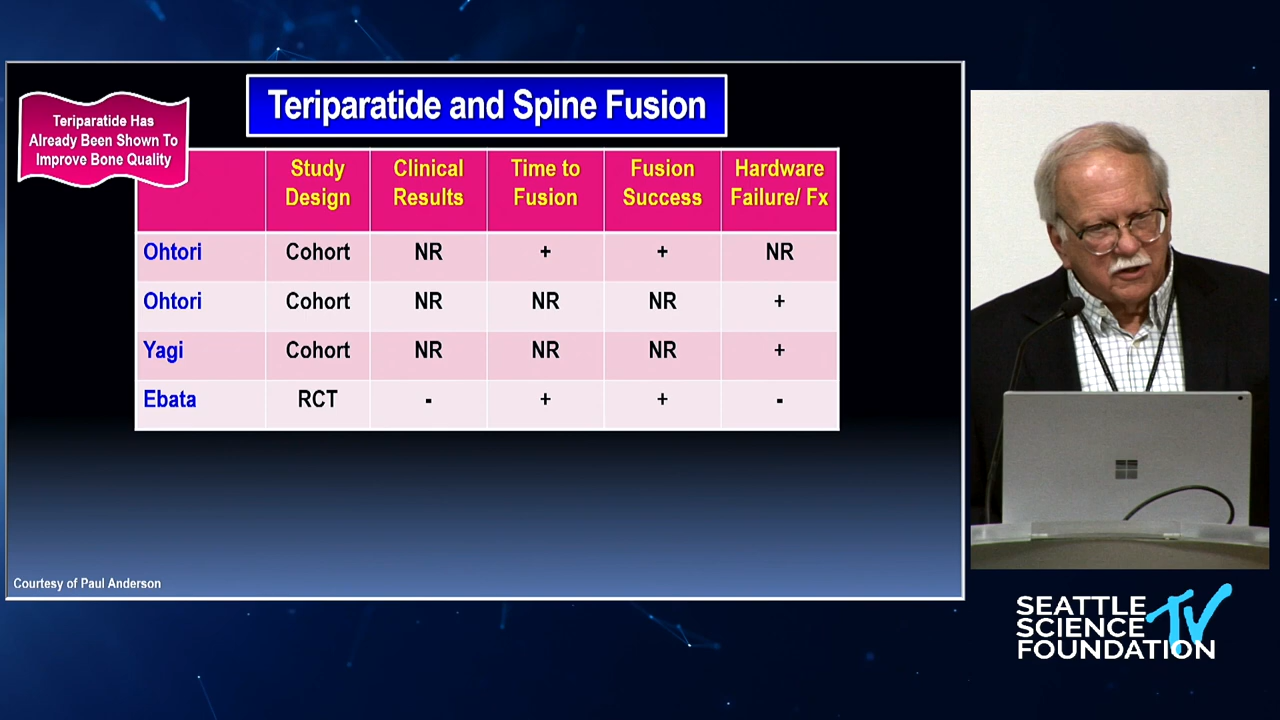 Teriparatide and Spine Fusion
Teriparatide Has
Already Been Shown To
Improve Bone Quality
Study Design
Clinical Results
Time to Fusion
Fusion Success
Hardware Failure/ Fx
Ohtori Cohort NR + + NR
Ohtori Cohort NR NR NR +
Yagi Cohort NR NR NR +
Ebata RCT - + + -
Courtesy of Paul Anderson
SEATTLE
SCIENCE TV
FOUNDATION